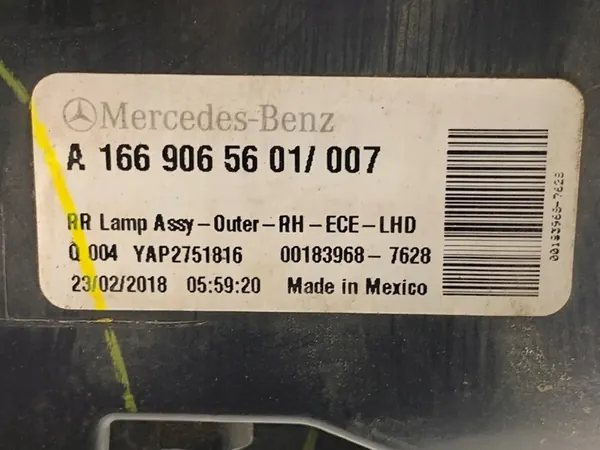 Mercedes-Benz
A 166 906 56 01/ 007
RR Lamp Assy-Outer-RH-ECE-LHD
Q 004 YAP2751816 00183968-7628
23/02/2018 05:59:20 Made in Mexico
00183968-7628